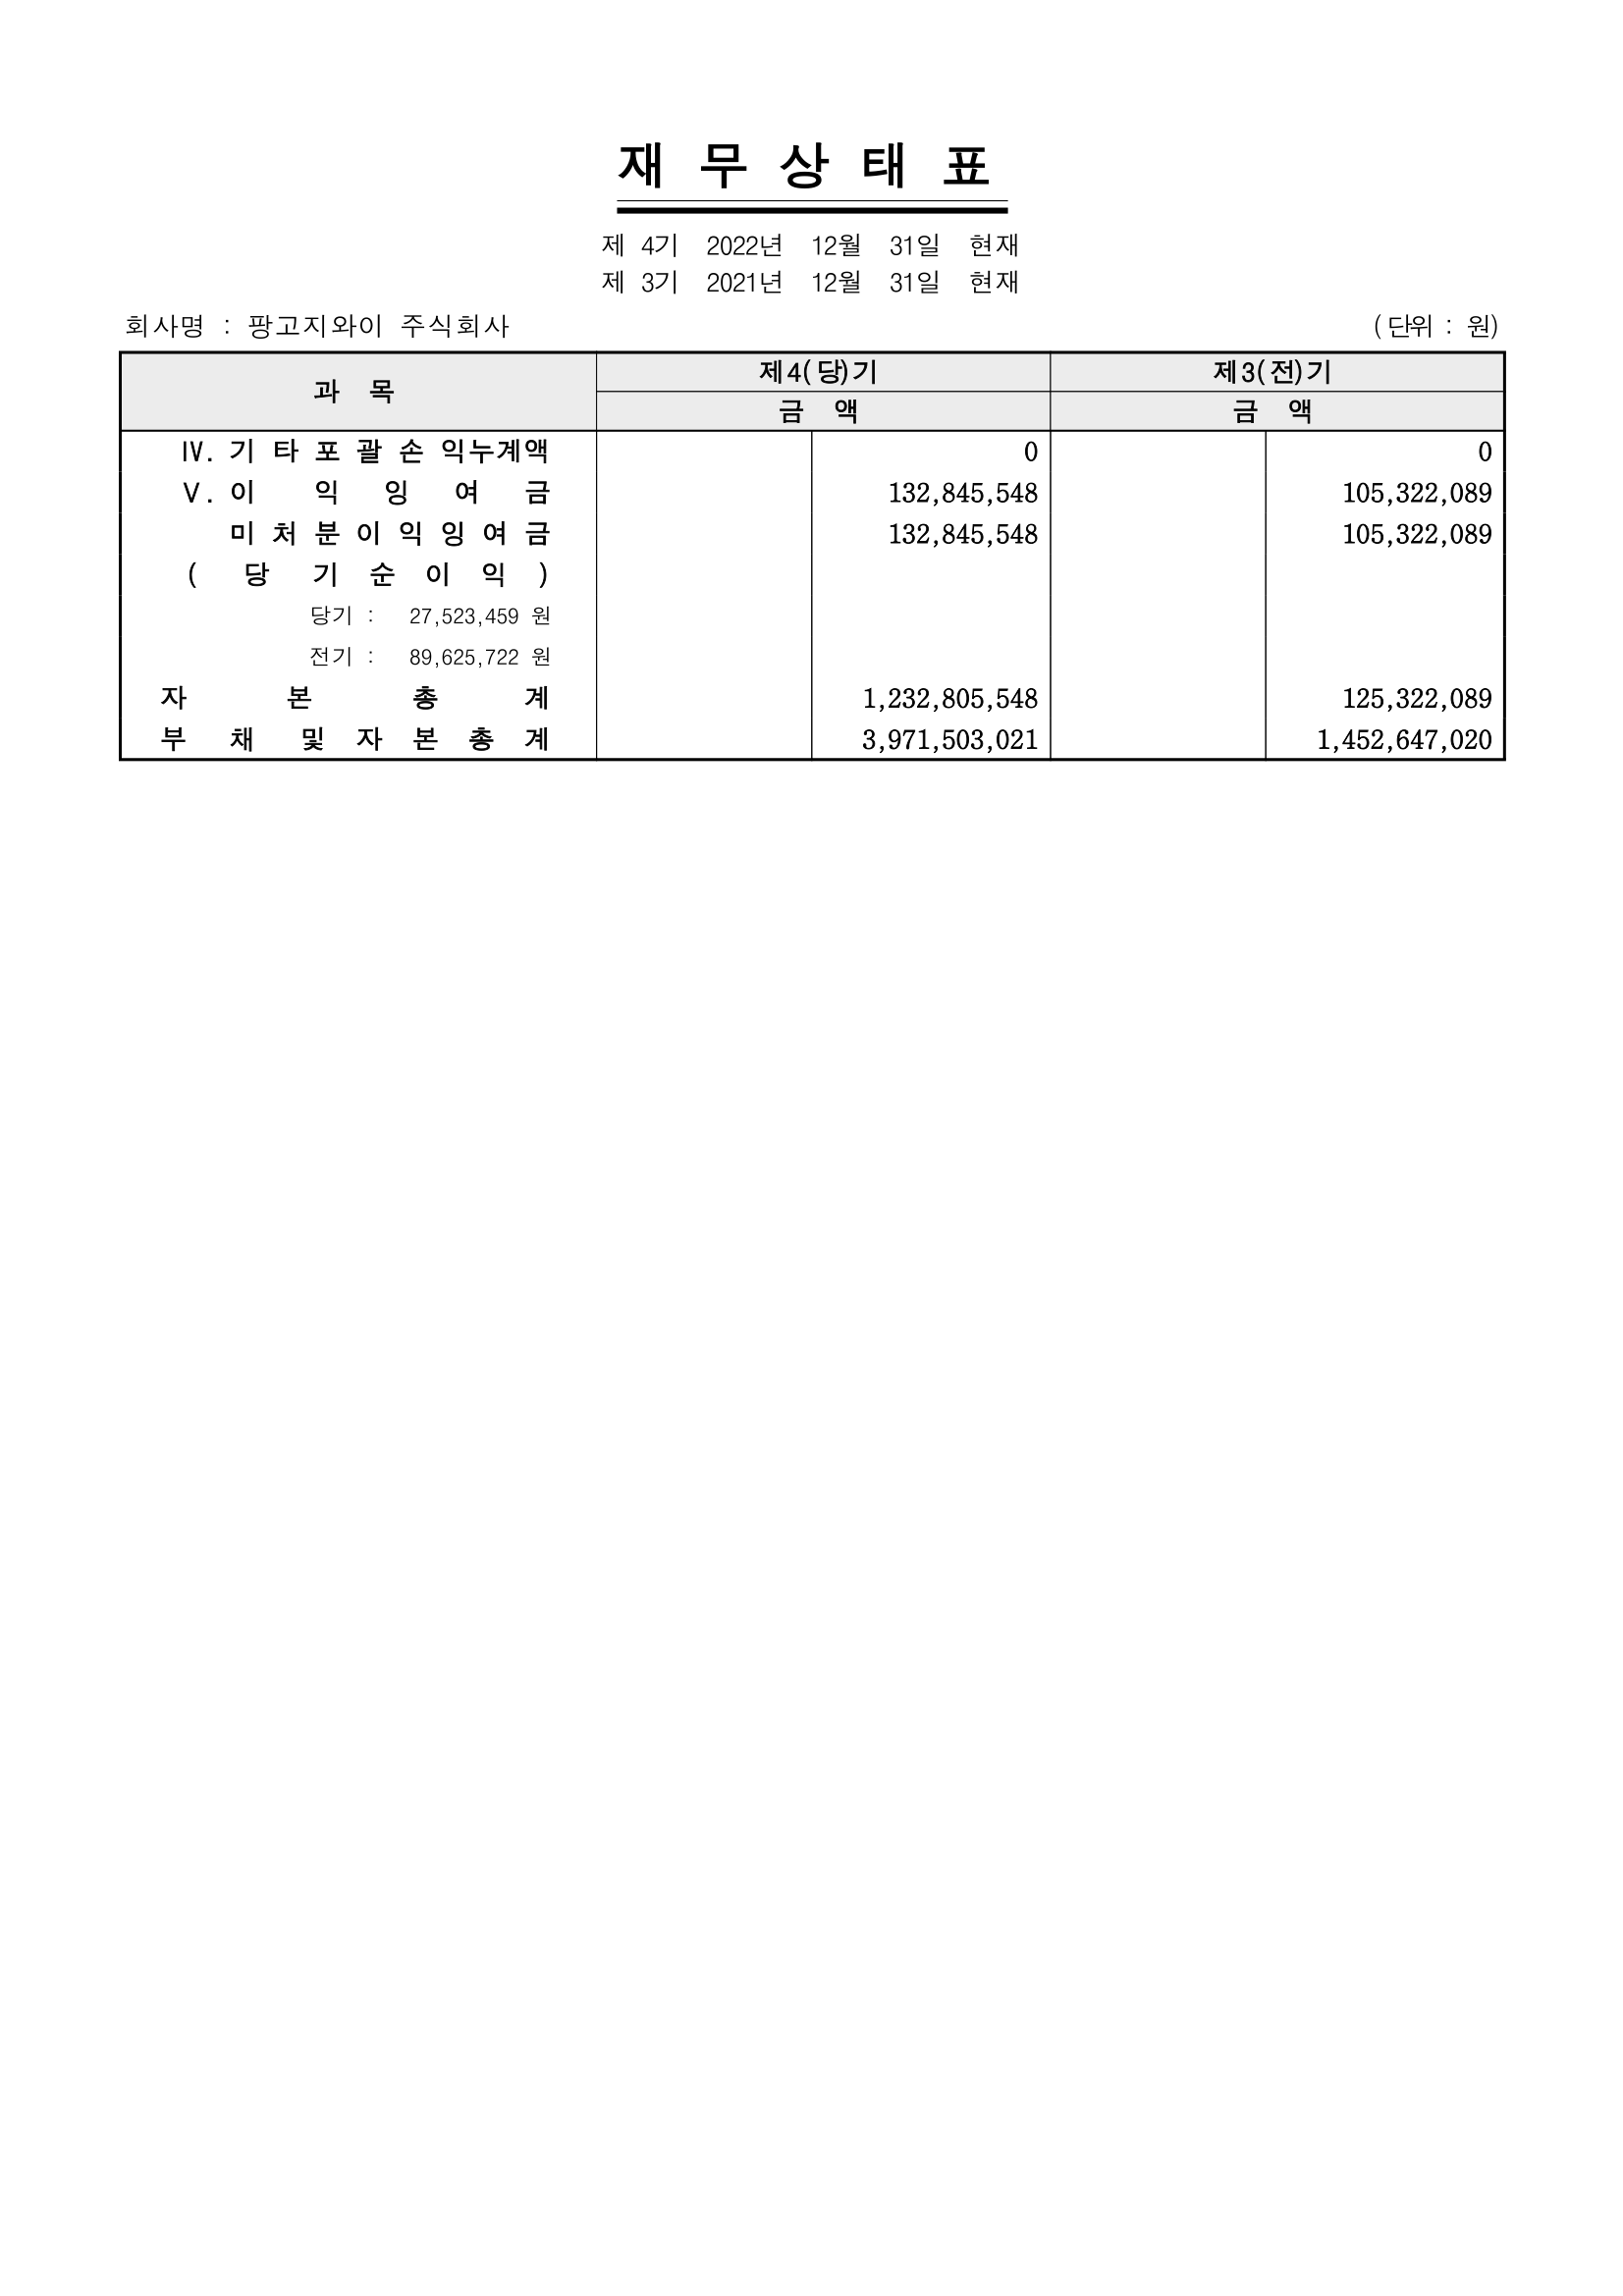 재 무 상 태 표
제 4기 2022년 12월 31일 현재
제 3기 2021년 12월 31일 현재
회사명 : 팡고지와이 주식회사 (단위 : 원)
과 목 제4(당)기 제3(전)기
금 액 금 액
Ⅳ. 기 타 포 괄 손 익누계액 0 0
Ⅴ. 이 익 잉 여 금 132,845,548 105,322,089
미 처 분 이 익 잉 여 금 132,845,548 105,322,089
( 당 기 순 이 익 )
당기 : 27,523,459 원
전기 : 89,625,722 원
자 본 총 계 1,232,805,548 125,322,089
부 채 및 자 본 총 계 3,971,503,021 1,452,647,020